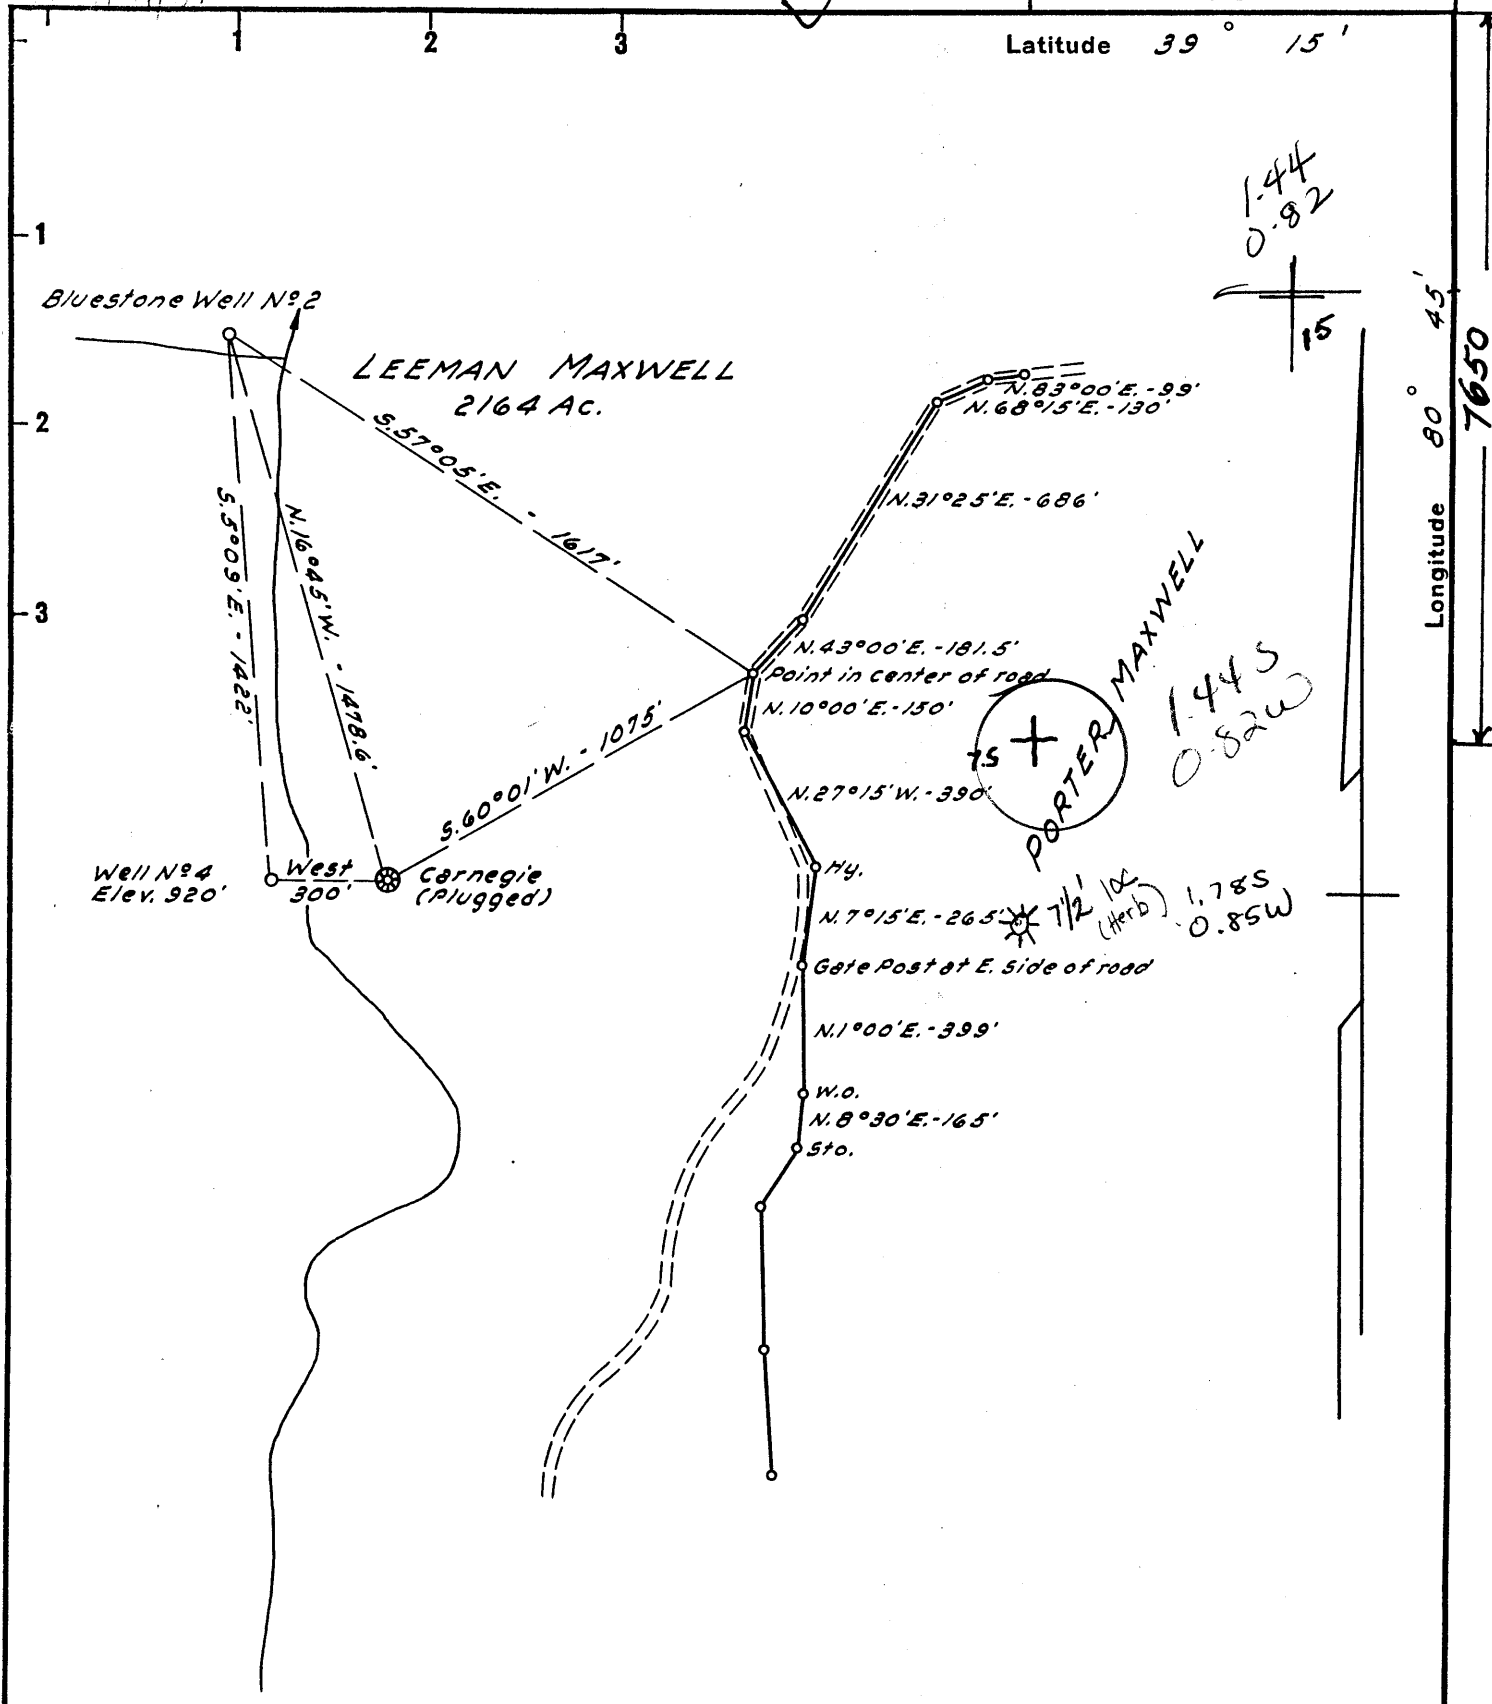 1 2 3
Latitude 39° 15'
1.44
0.82
1
Bluestone Well Nº 2
15
Longitude 80° 45'
7650
LEEMAN MAXWELL
2164 Ac.
N.83°00'E.-99'
N.68°15'E.-130'
2
S.57°05'E. - 1617'
N.31°25'E.-686'
S.5°09'E. - 1422'
N.16°45'W. - 1478.6'
3
N.43°00'E.-181.5'
Point in center of road
PORTER MAXWELL
1.44 S
0.82 W
N.10°00'E.-150'
7.5
S.60°01'W. - 1075'
N.27°15'W.-390'
Well Nº 4
Elev. 920'
West
300'
Carnegie
(Plugged)
Hy.
N.7°15'E.-265'
7 1/2' loc
(Herb)
1.78S
0.85W
Gate Post at E. side of road
N.1°00'E.-399'
W.O.
N.8°30'E.-165'
Sto.